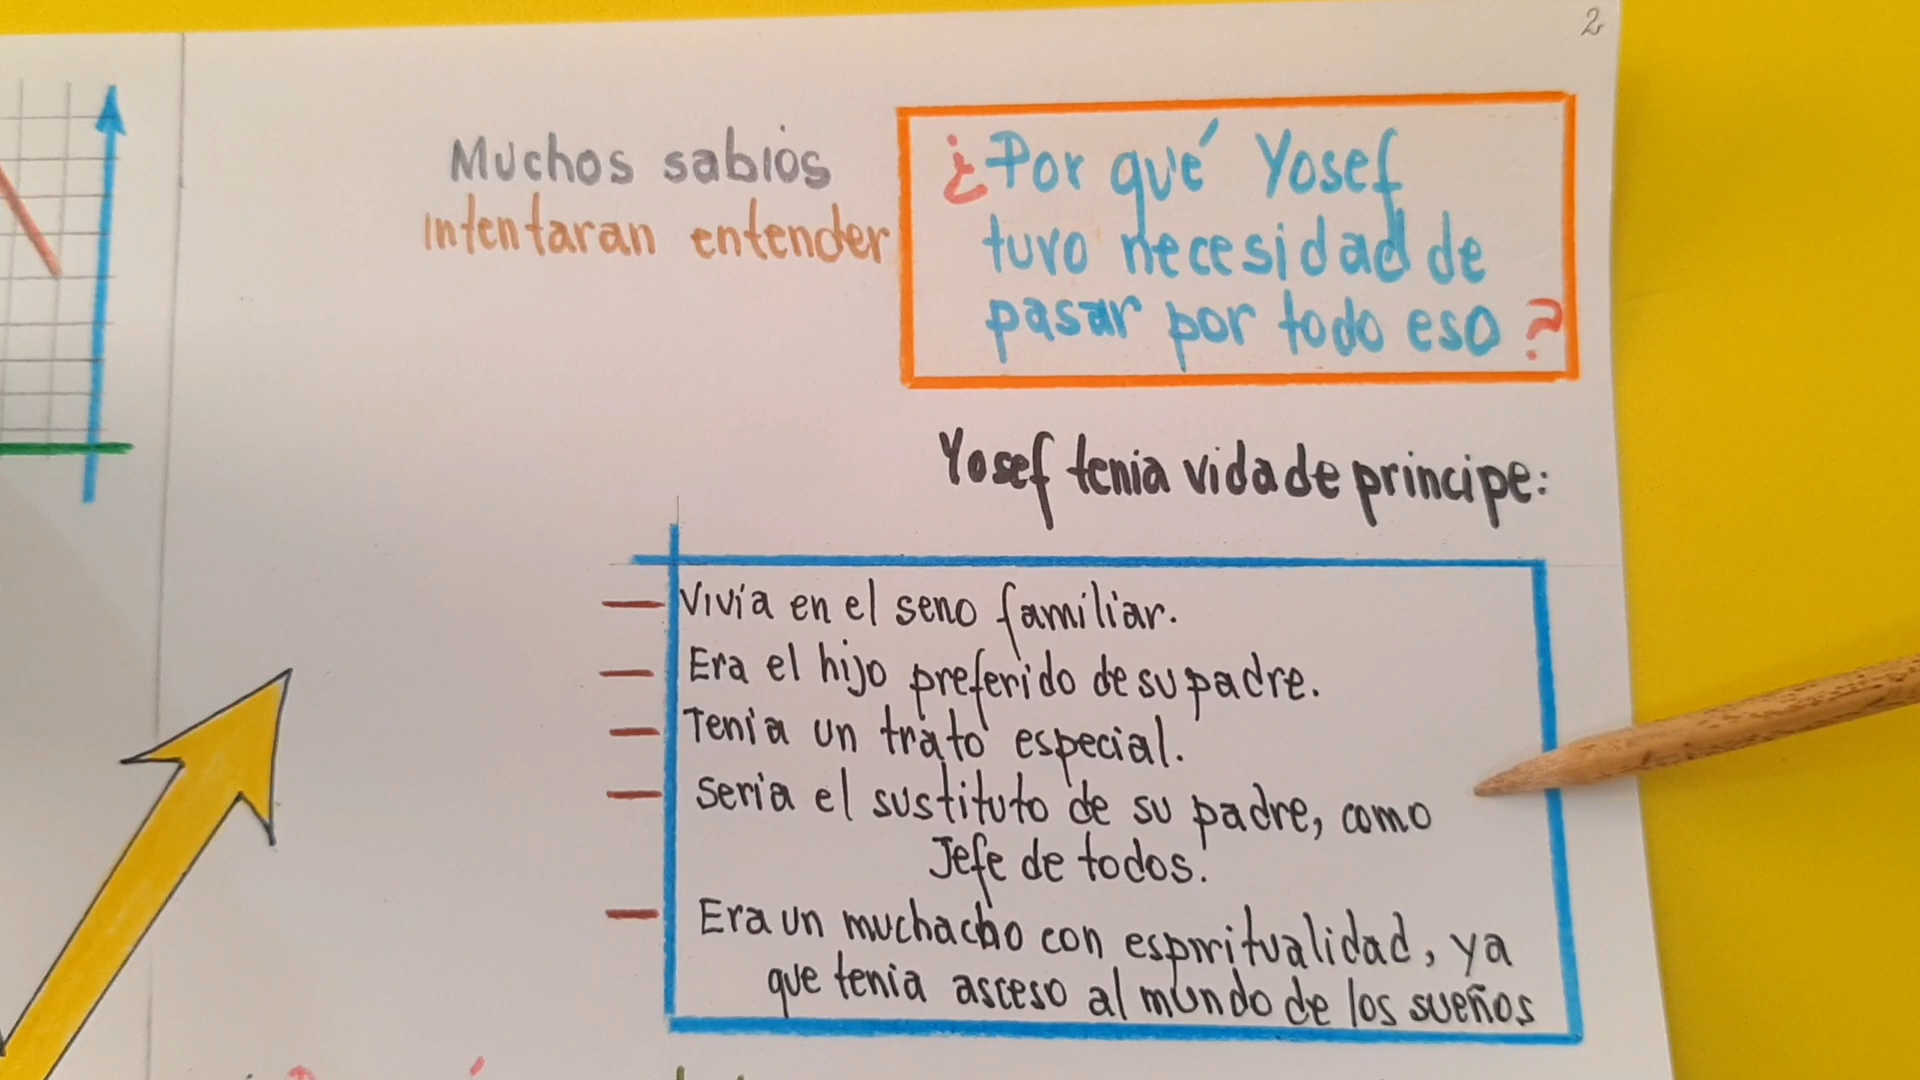 2
Muchos sabios
intentaran entender
¿Por qué Yosef
tuvo necesidad de
pasar por todo eso?
Yosef tenia vida de principe:
— Vivía en el seno familiar.
— Era el hijo preferido de su padre.
— Tenía un trato especial.
— Sería el sustituto de su padre, como
Jefe de todos.
— Era un muchacho con espiritualidad, ya
que tenia asceso al mundo de los sueños